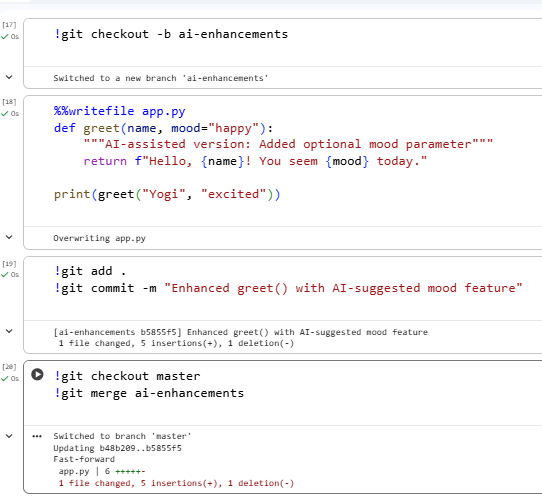 [17]
0s
!git checkout -b ai-enhancements
Switched to a new branch 'ai-enhancements'
[18]
0s
%%writefile app.py
def greet(name, mood="happy"):
    """AI-assisted version: Added optional mood parameter"""
    return f"Hello, {name}! You seem {mood} today."
print(greet("Yogi", "excited"))
Overwriting app.py
[19]
0s
!git add .
!git commit -m "Enhanced greet() with AI-suggested mood feature"
[ai-enhancements b5855f5] Enhanced greet() with AI-suggested mood feature
 1 file changed, 5 insertions(+), 1 deletion(-)
[20]
0s
!git checkout master
!git merge ai-enhancements
Switched to branch 'master'
Updating b48b209..b5855f5
Fast-forward
 app.py | 6 +++++-
 1 file changed, 5 insertions(+), 1 deletion(-)